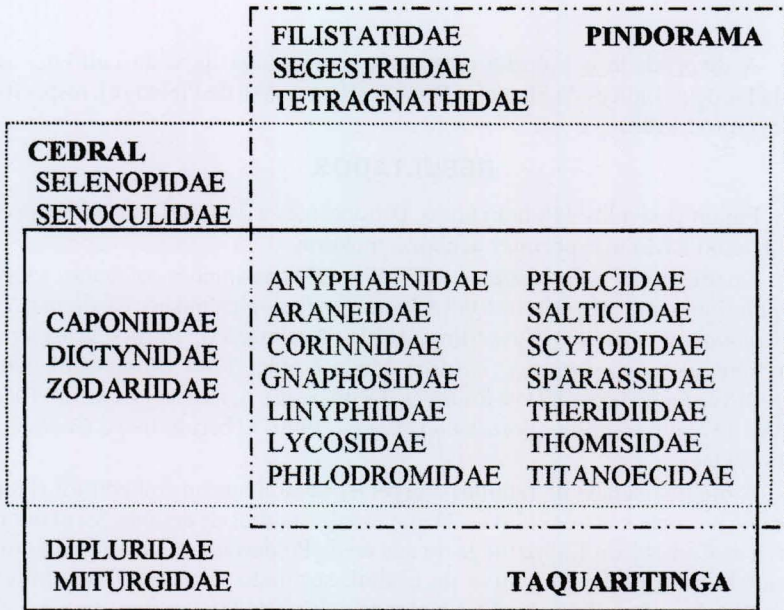 FILISTATIDAE PINDORAMA
SEGESTRIIDAE
TETRAGNATHIDAE
CEDRAL
SELENOPIDAE
SENOCULIDAE
CAPONIIDAE
DICTYNIDAE
ZODARIIDAE
ANYPHAENIDAE PHOLCIDAE
ARANEIDAE SALTICIDAE
CORINNIDAE SCYTODIDAE
GNAPHOSIDAE SPARASSIDAE
LINYPHIIDAE THERIDIIDAE
LYCOSIDAE THOMISIDAE
PHILODROMIDAE TITANOECIDAE
DIPLURIDAE
MITURGIDAE TAQUARITINGA